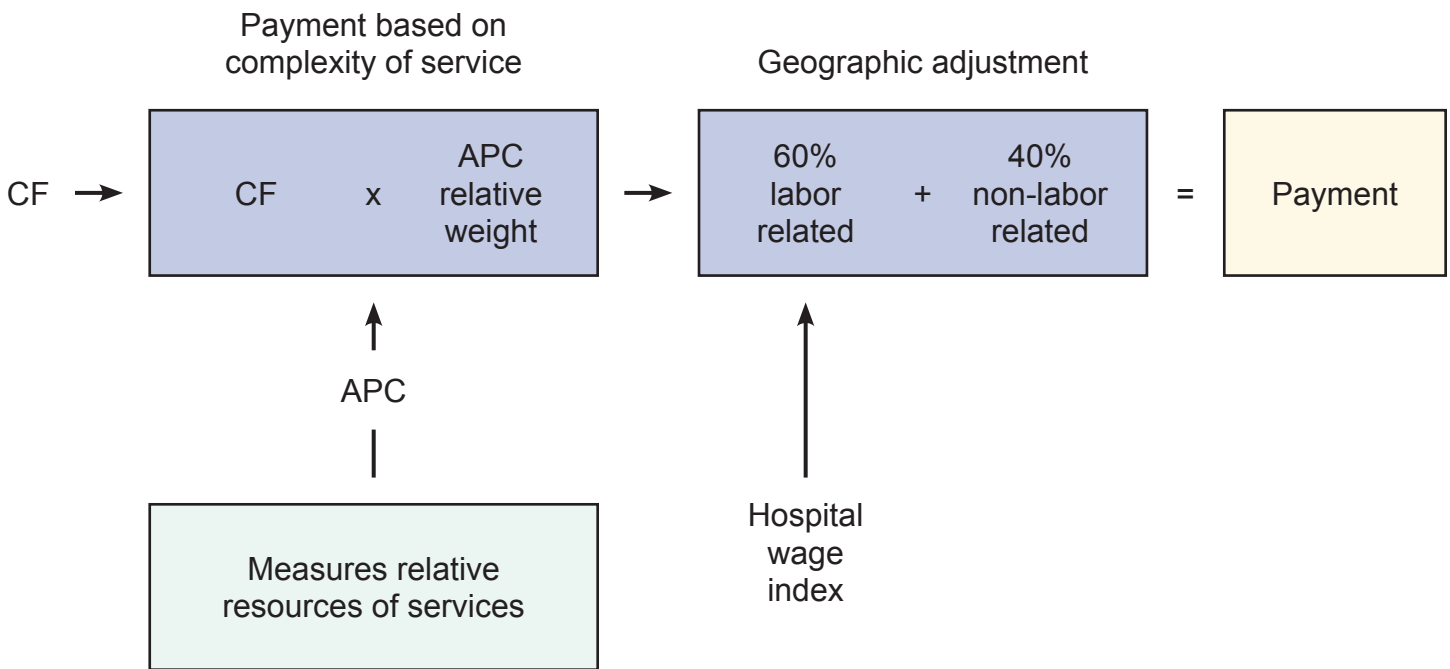 Payment based on
complexity of service
Geographic adjustment
CF
CF x APC
relative
weight
60%
labor
related
+
40%
non-labor
related
=
Payment
APC
Measures relative
resources of services
Hospital
wage
index